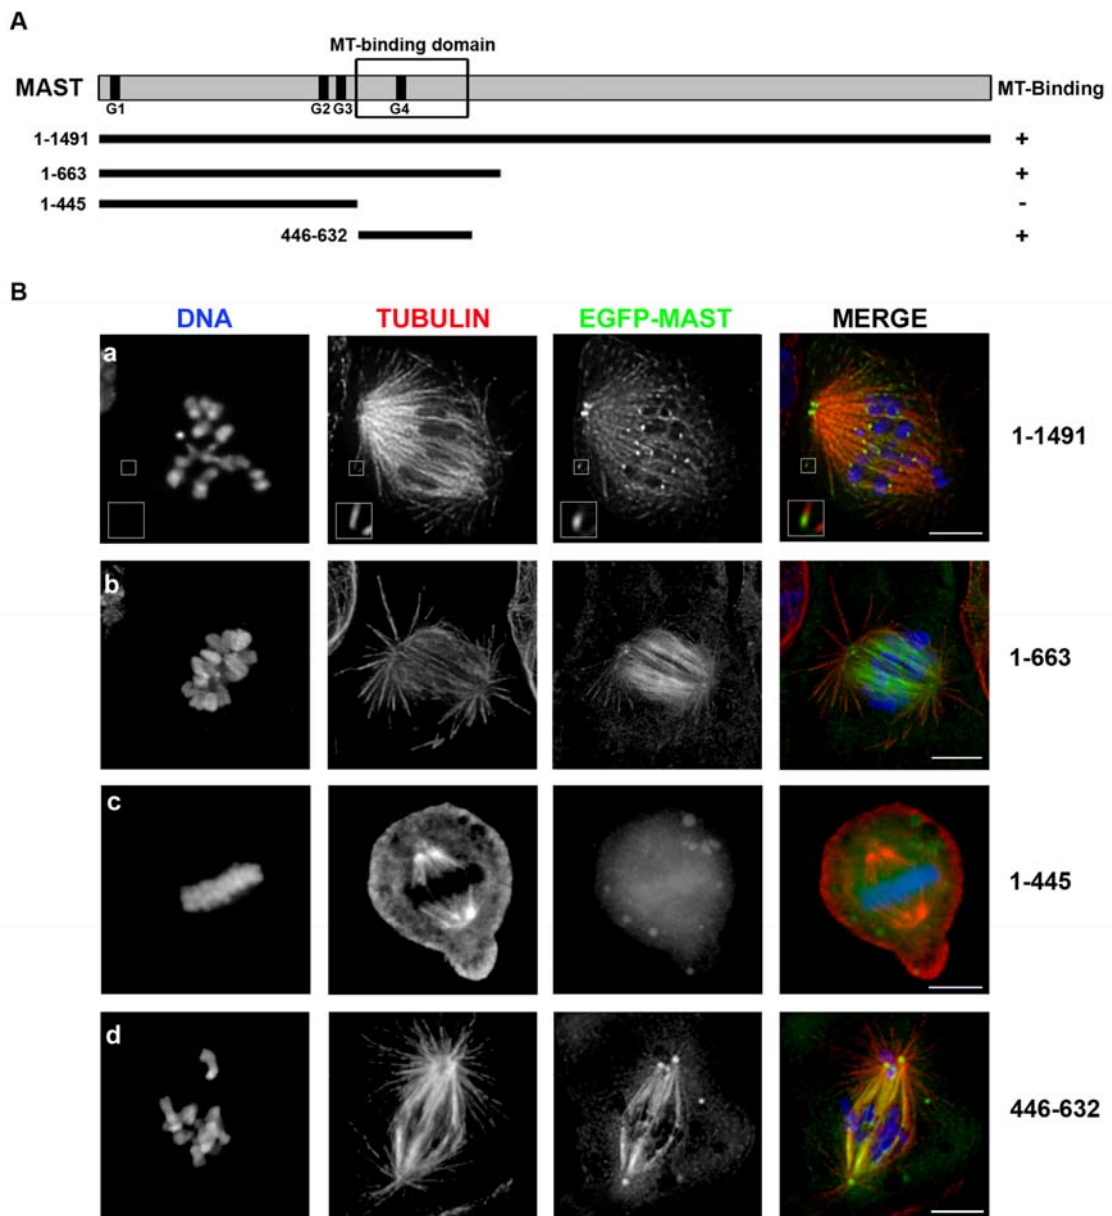 A
MT-binding domain
MAST
MT-Binding
G1 G2 G3 G4
1-1491 +
1-663 +
1-445 -
446-632 +
B
DNA TUBULIN EGFP-MAST MERGE
a
1-1491
b
1-663
c
1-445
d
446-632